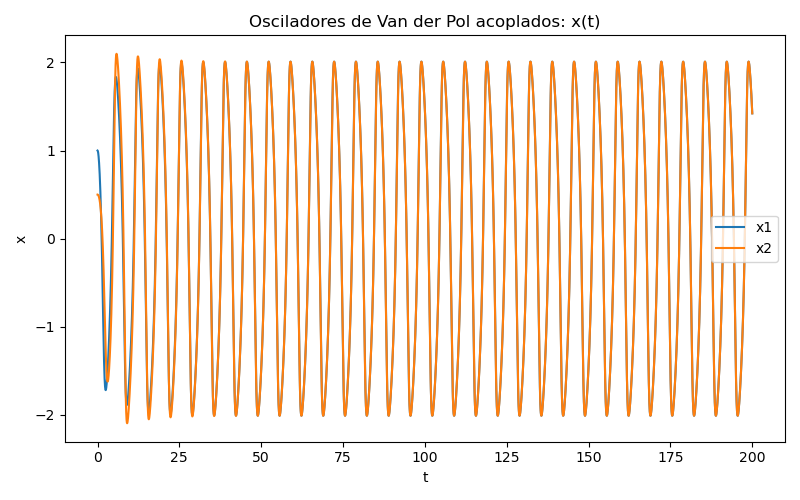 Osciladores de Van der Pol acoplados: x(t)
2
1
0
−1
−2
x
x1
x2
0 25 50 75 100 125 150 175 200
t